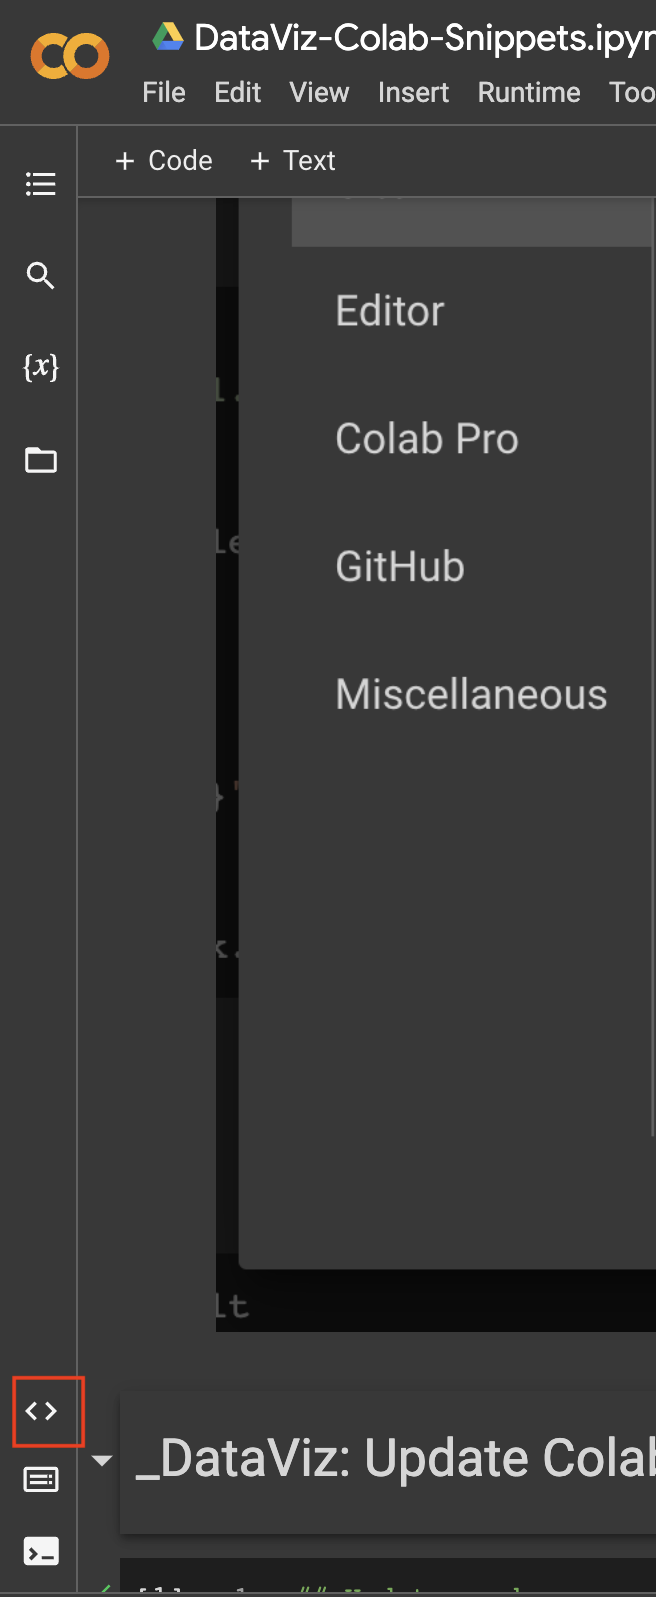 DataViz-Colab-Snippets.ipyn
File Edit View Insert Runtime Too
+ Code + Text
{x}
Editor
Colab Pro
GitHub
Miscellaneous
}'
k.
lt
<>
_DataViz: Update Colab